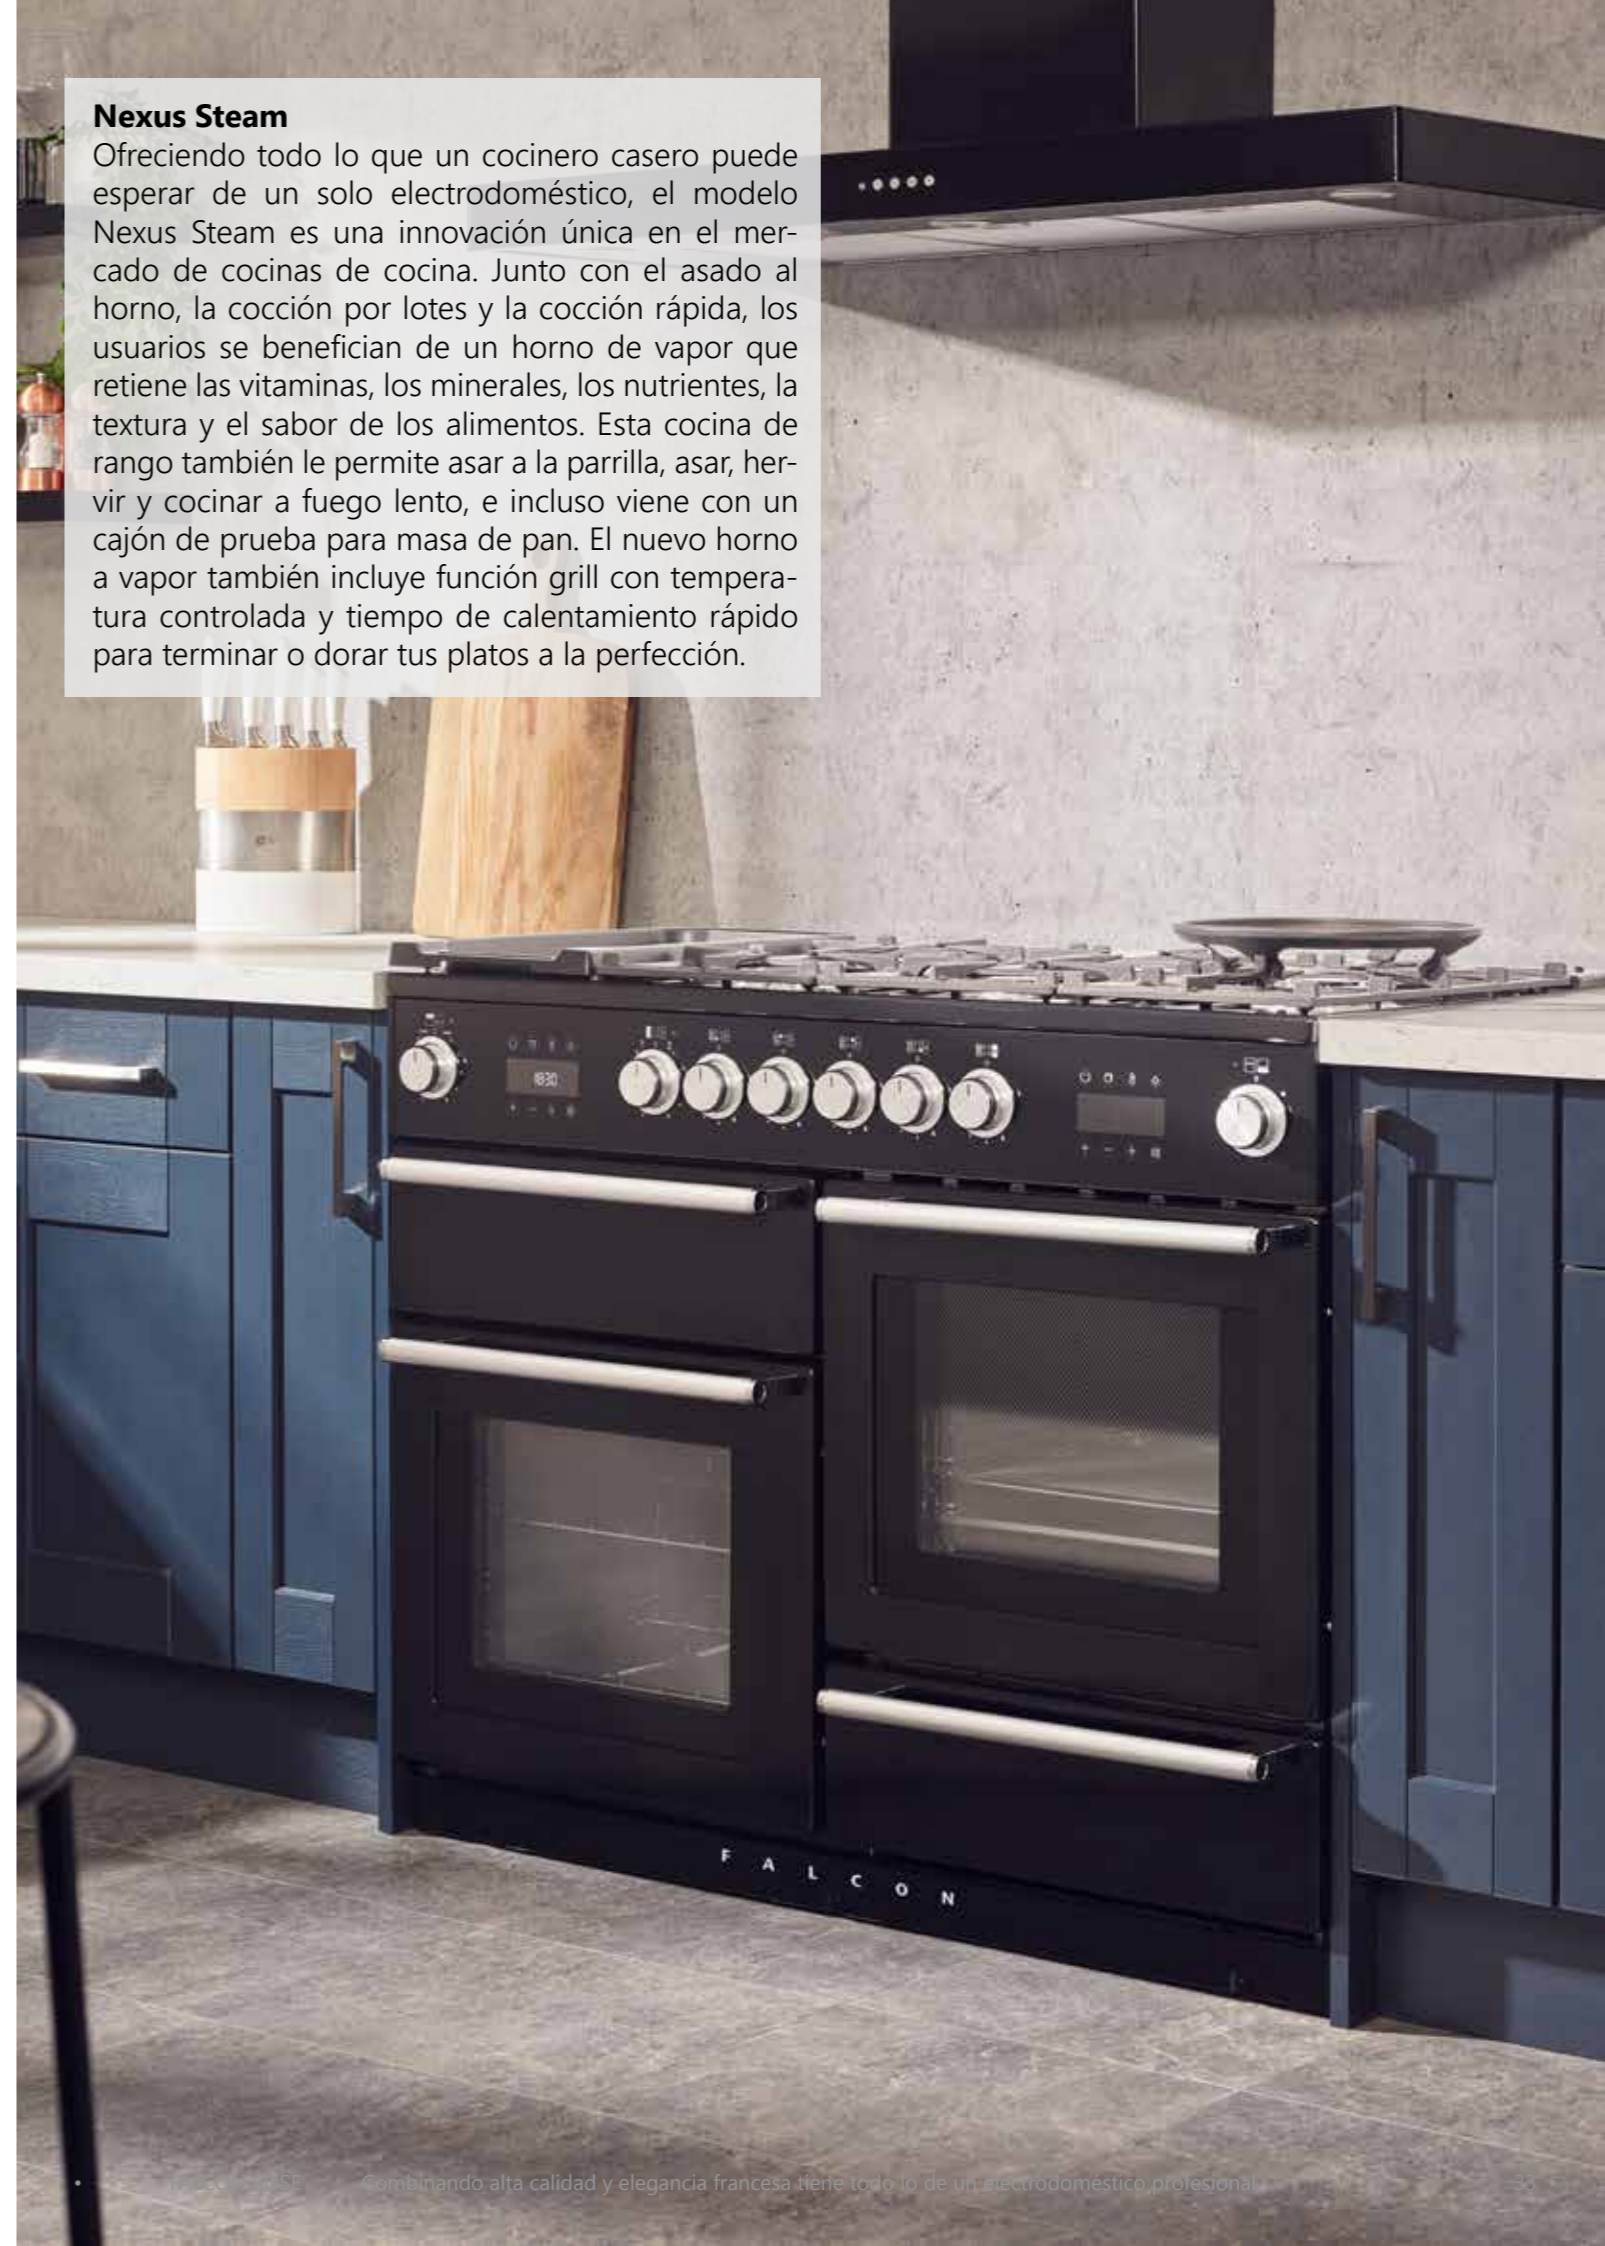 Nexus Steam
Ofreciendo todo lo que un cocinero casero puede
esperar de un solo electrodoméstico, el modelo
Nexus Steam es una innovación única en el mer-
cado de cocinas de cocina. Junto con el asado al
horno, la cocción por lotes y la cocción rápida, los
usuarios se benefician de un horno de vapor que
retiene las vitaminas, los minerales, los nutrientes, la
textura y el sabor de los alimentos. Esta cocina de
rango también le permite asar a la parrilla, asar, her-
vir y cocinar a fuego lento, e incluso viene con un
cajón de prueba para masa de pan. El nuevo horno
a vapor también incluye función grill con tempera-
tura controlada y tiempo de calentamiento rápido
para terminar o dorar tus platos a la perfección.
1830
FALCON
• Combinando alta calidad y elegancia francesa tiene todo lo de un electrodoméstico profesional 33